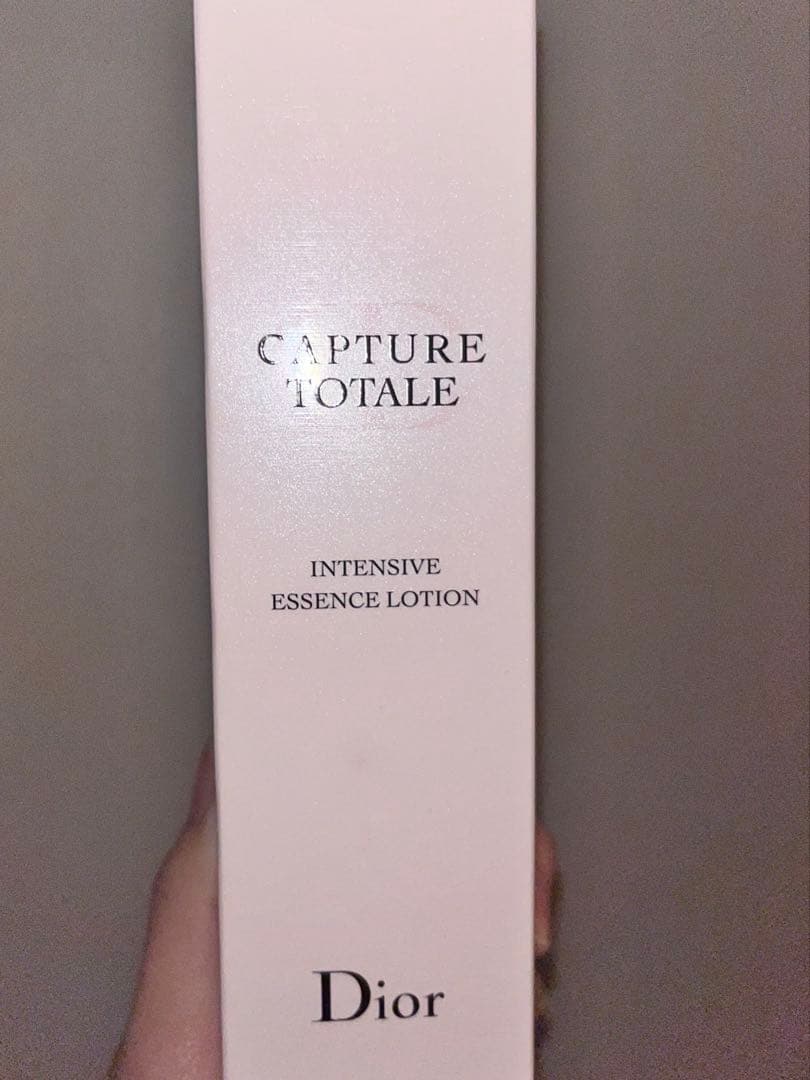 CAPTURE
TOTALE
INTENSIVE
ESSENCE LOTION
Dior